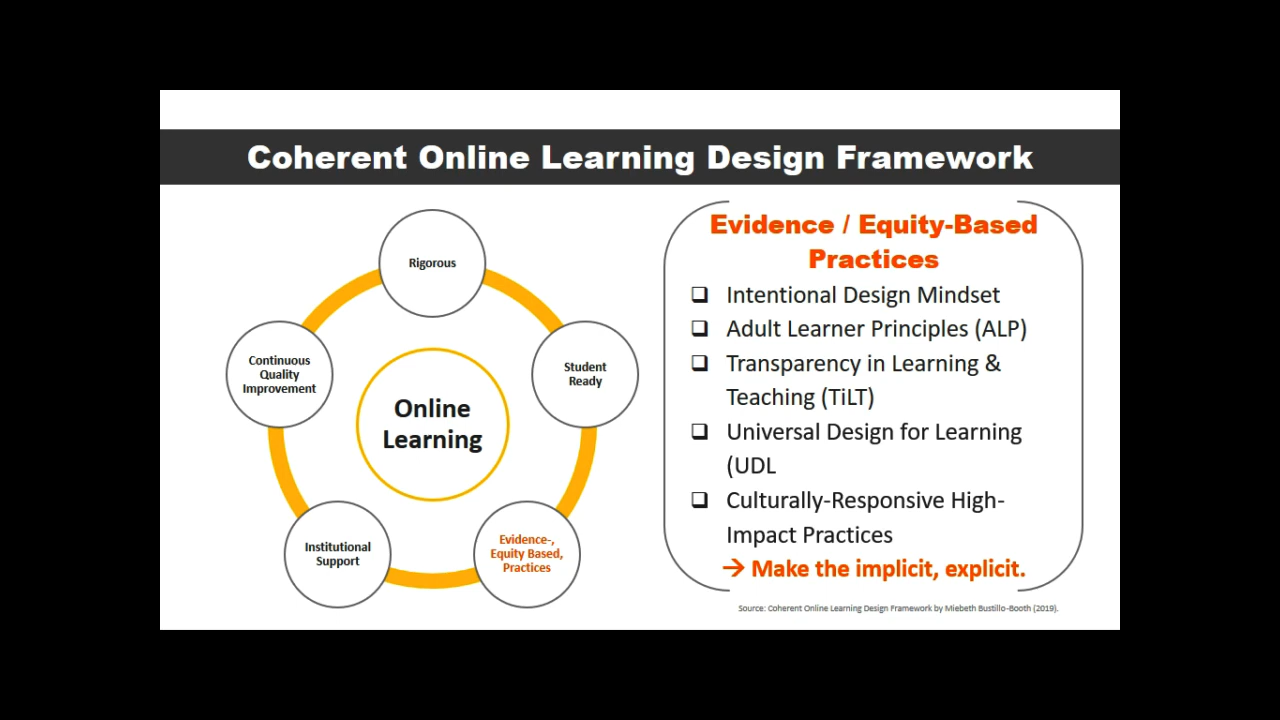 Coherent Online Learning Design Framework
Rigorous
Student
Ready
Evidence-,
Equity Based,
Practices
Institutional
Support
Continuous
Quality
Improvement
Online
Learning
Evidence / Equity-Based
Practices
❑ Intentional Design Mindset
❑ Adult Learner Principles (ALP)
❑ Transparency in Learning &
Teaching (TiLT)
❑ Universal Design for Learning
(UDL
❑ Culturally-Responsive High-
Impact Practices
→ Make the implicit, explicit.
Source: Coherent Online Learning Design Framework by Miebeth Bustillo-Booth (2019).